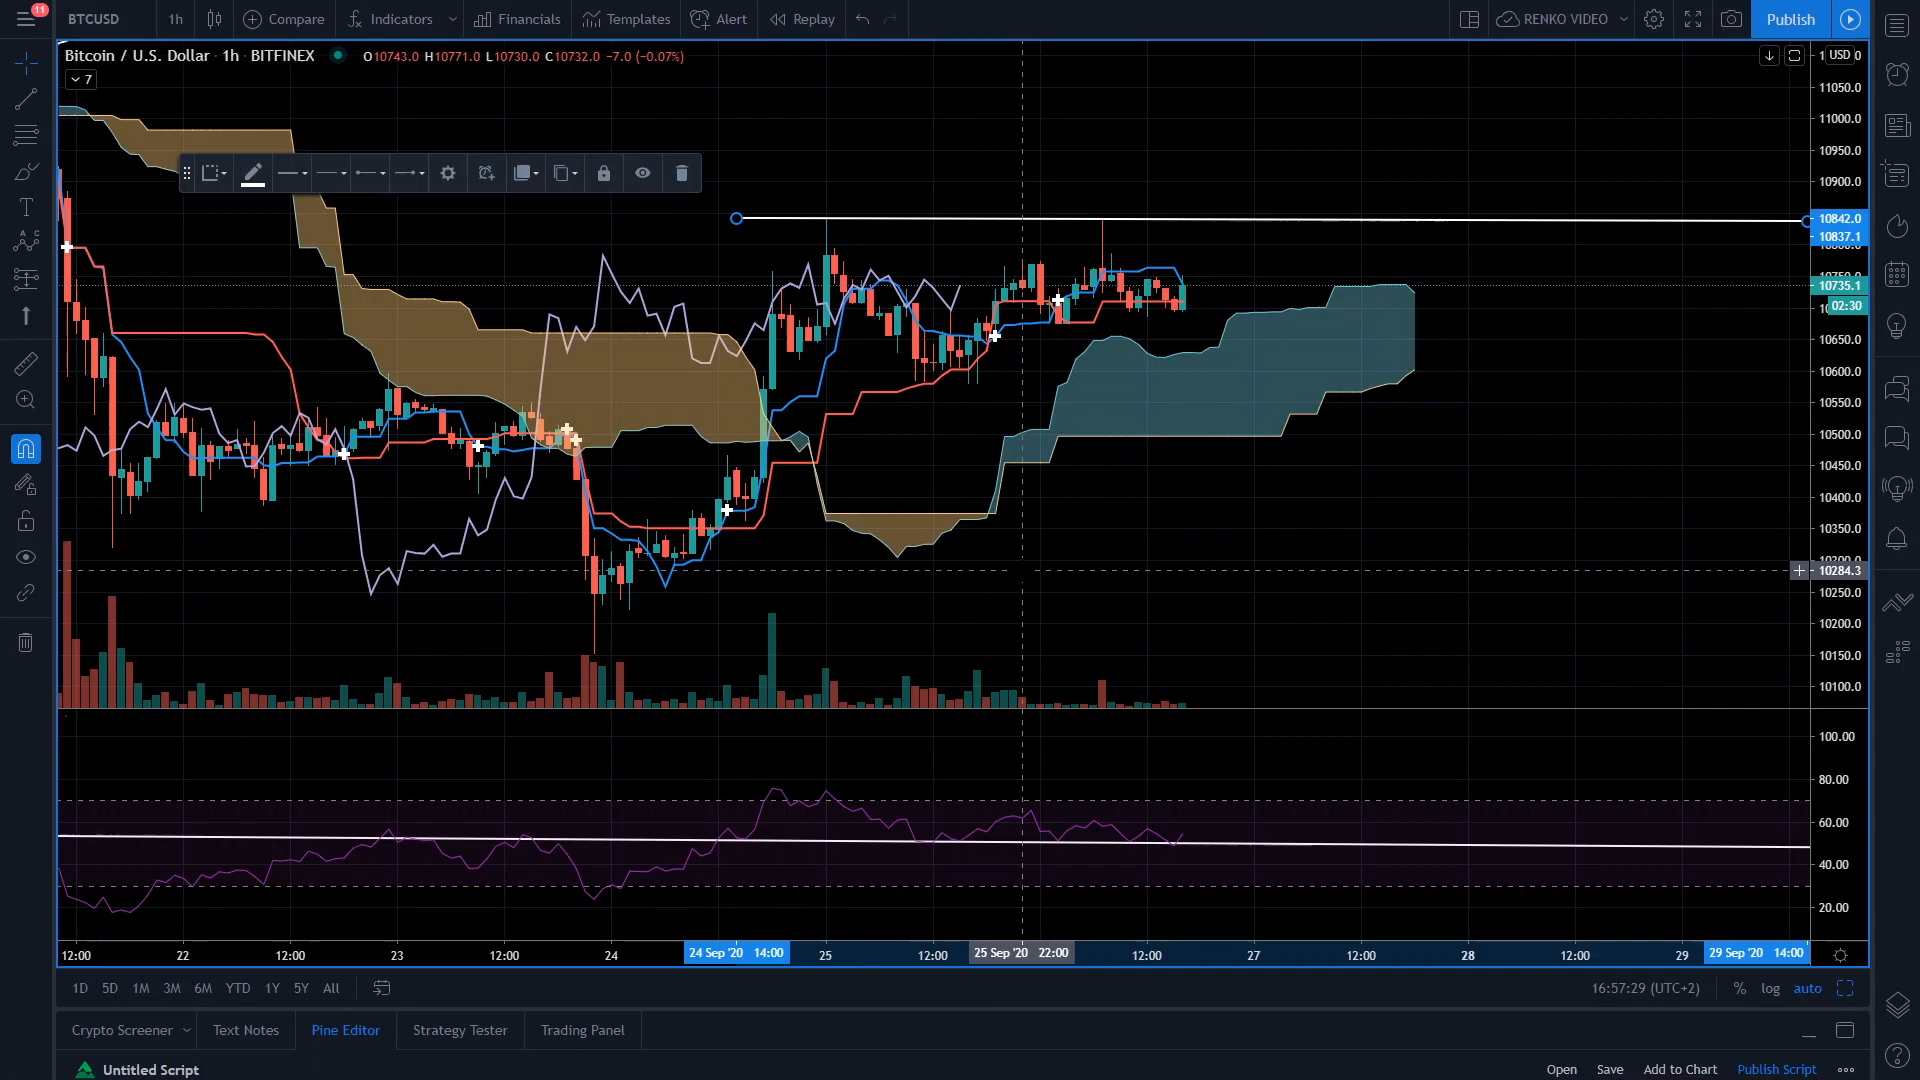 11
BTCUSD
1h
Compare
Indicators
Financials
Templates
Alert
Replay
RENKO VIDEO
Publish
Bitcoin / U.S. Dollar · 1h · BITFINEX
O10743.0 H10771.0 L10730.0 C10732.0 −7.0 (−0.07%)
7
USD
11050.0
11000.0
10950.0
10900.0
10842.0
10837.1
10735.1
02:30
10650.0
10600.0
10550.0
10500.0
10450.0
10400.0
10350.0
10284.3
10250.0
10200.0
10150.0
10100.0
100.00
80.00
60.00
40.00
20.00
12:00 22 12:00 23 12:00 24 24 Sep '20 14:00 25 12:00 25 Sep '20 22:00 12:00 27 12:00 28 12:00 29 29 Sep '20 14:00
1D 5D 1M 3M 6M YTD 1Y 5Y All
16:57:29 (UTC+2)
% log auto
Crypto Screener
Text Notes
Pine Editor
Strategy Tester
Trading Panel
Untitled Script
Open Save Add to Chart Publish Script